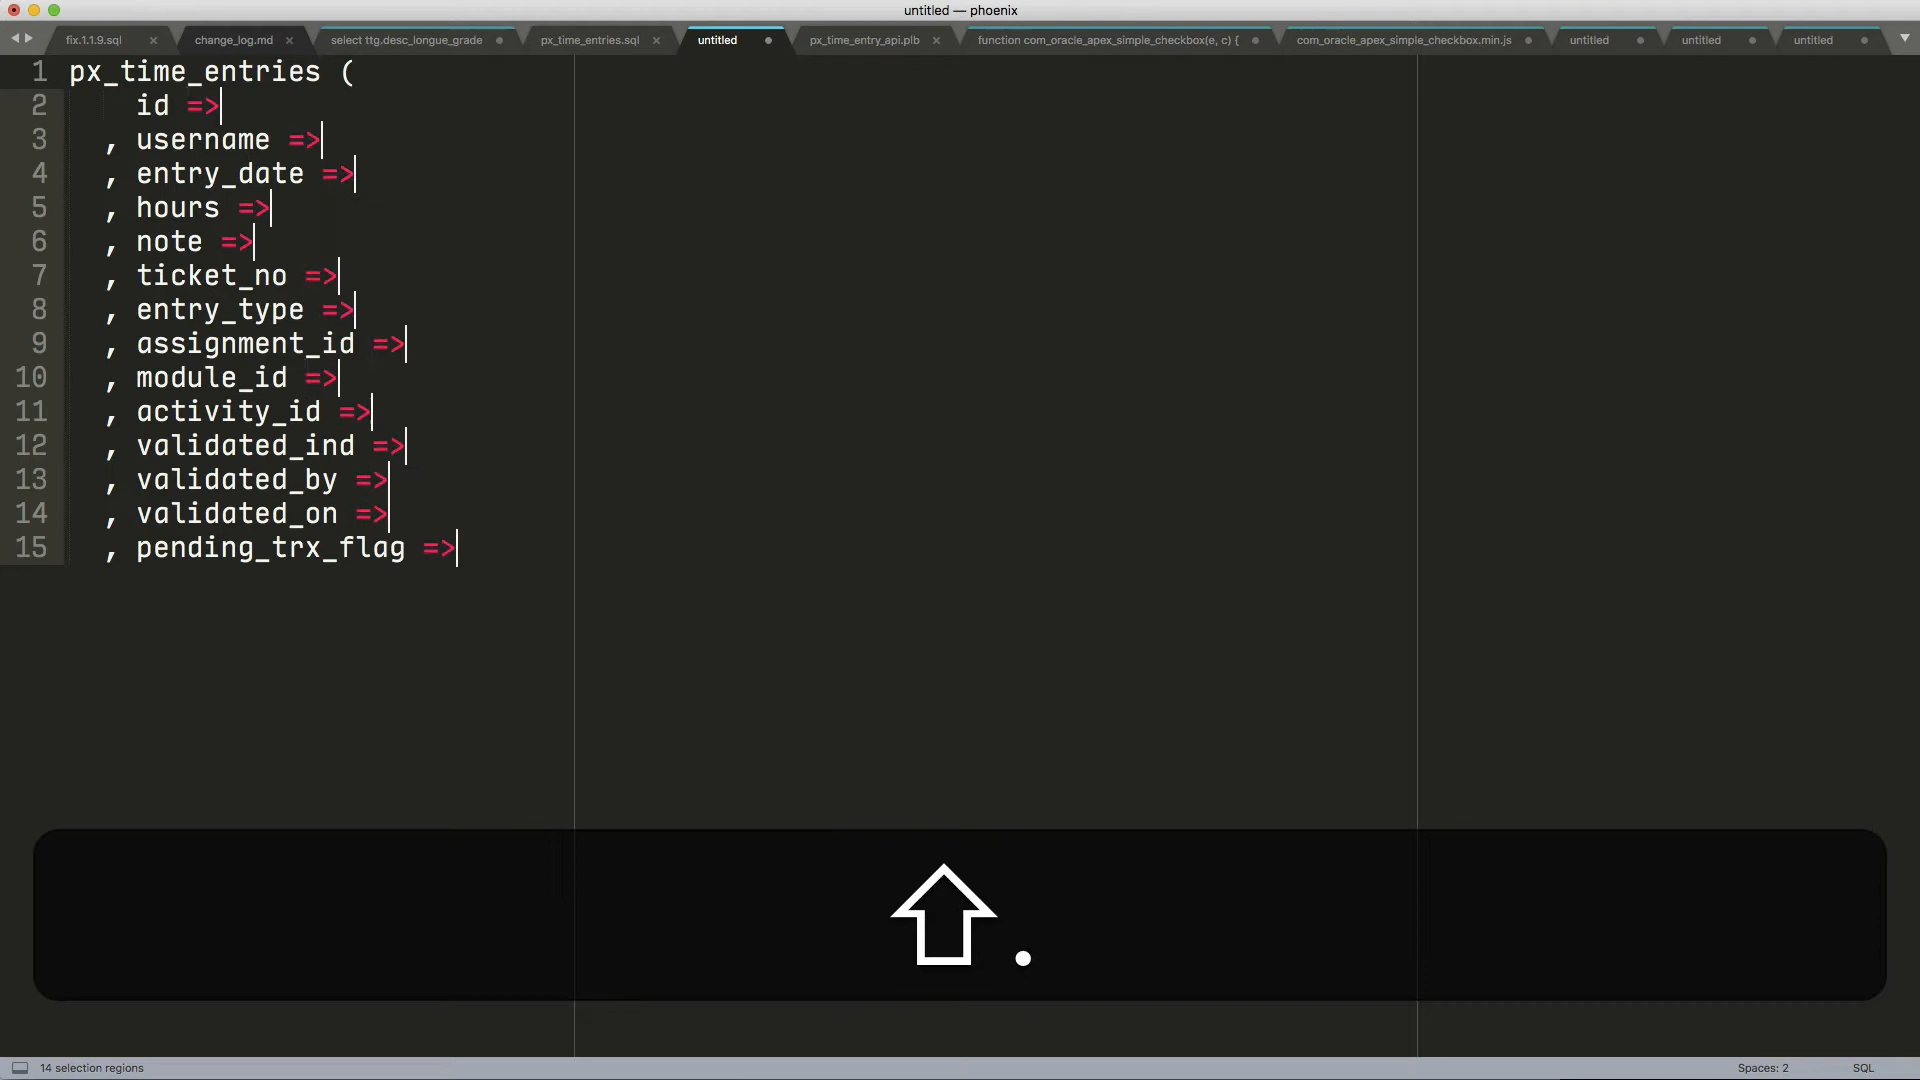 untitled — phoenix
fix.1.1.9.sql
change_log.md
select ttg.desc_longue_grade
px_time_entries.sql
untitled
px_time_entry_api.plb
function com_oracle_apex_simple_checkbox(e, c) {
com_oracle_apex_simple_checkbox.min.js
untitled
untitled
untitled
1 px_time_entries (
2 id =>
3 , username =>
4 , entry_date =>
5 , hours =>
6 , note =>
7 , ticket_no =>
8 , entry_type =>
9 , assignment_id =>
10 , module_id =>
11 , activity_id =>
12 , validated_ind =>
13 , validated_by =>
14 , validated_on =>
15 , pending_trx_flag =>
⇧.
14 selection regions
Spaces: 2
SQL